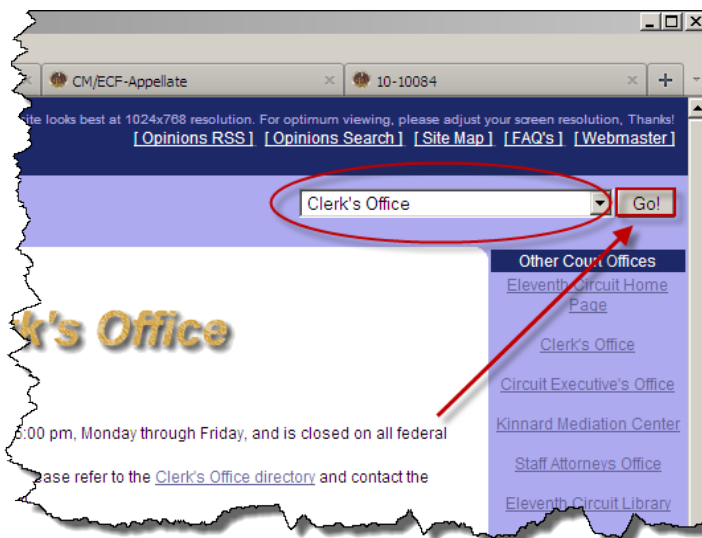 CM/ECF-Appellate
10-10084
site looks best at 1024x768 resolution. For optimum viewing, please adjust your screen resolution, Thanks!
[ Opinions RSS ] [ Opinions Search ] [ Site Map ] [ FAQ's ] [ Webmaster ]
Clerk's Office Go!
Other Court Offices
Eleventh Circuit Home
Page
Clerk's Office
Circuit Executive's Office
Kinnard Mediation Center
Staff Attorneys Office
Eleventh Circuit Library
k's Office
5:00 pm, Monday through Friday, and is closed on all federal
ease refer to the Clerk's Office directory and contact the